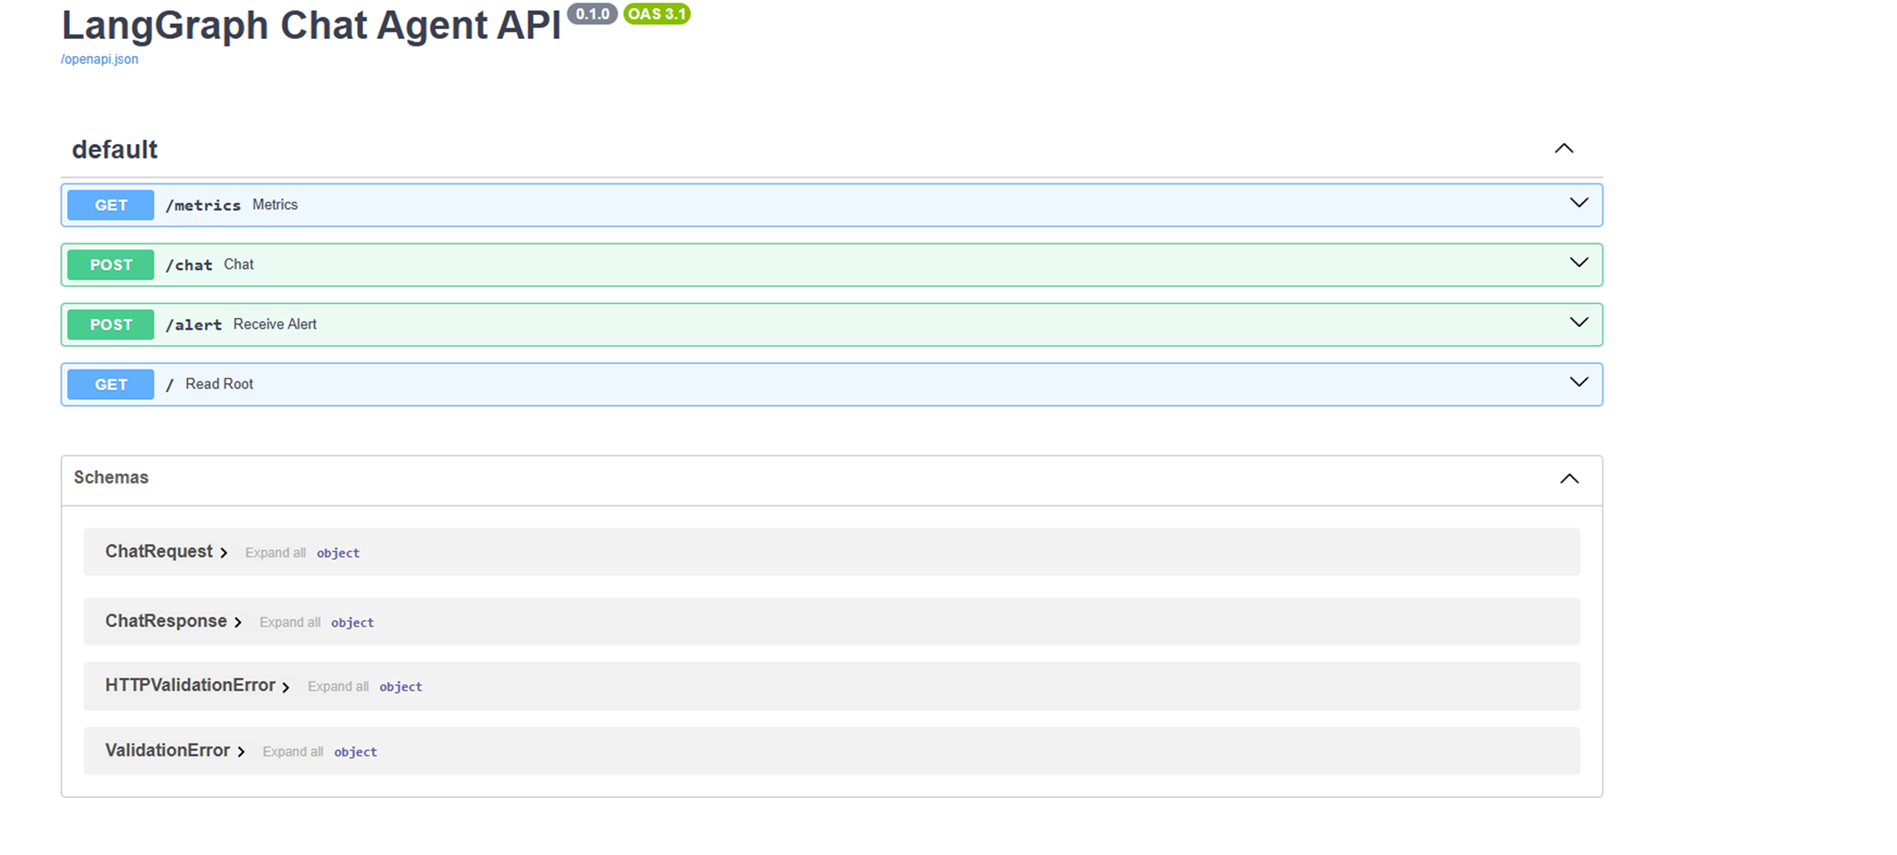 LangGraph Chat Agent API 0.1.0 OAS 3.1
/openapi.json
default
GET /metrics Metrics
POST /chat Chat
POST /alert Receive Alert
GET / Read Root
Schemas
ChatRequest Expand all object
ChatResponse Expand all object
HTTPValidationError Expand all object
ValidationError Expand all object